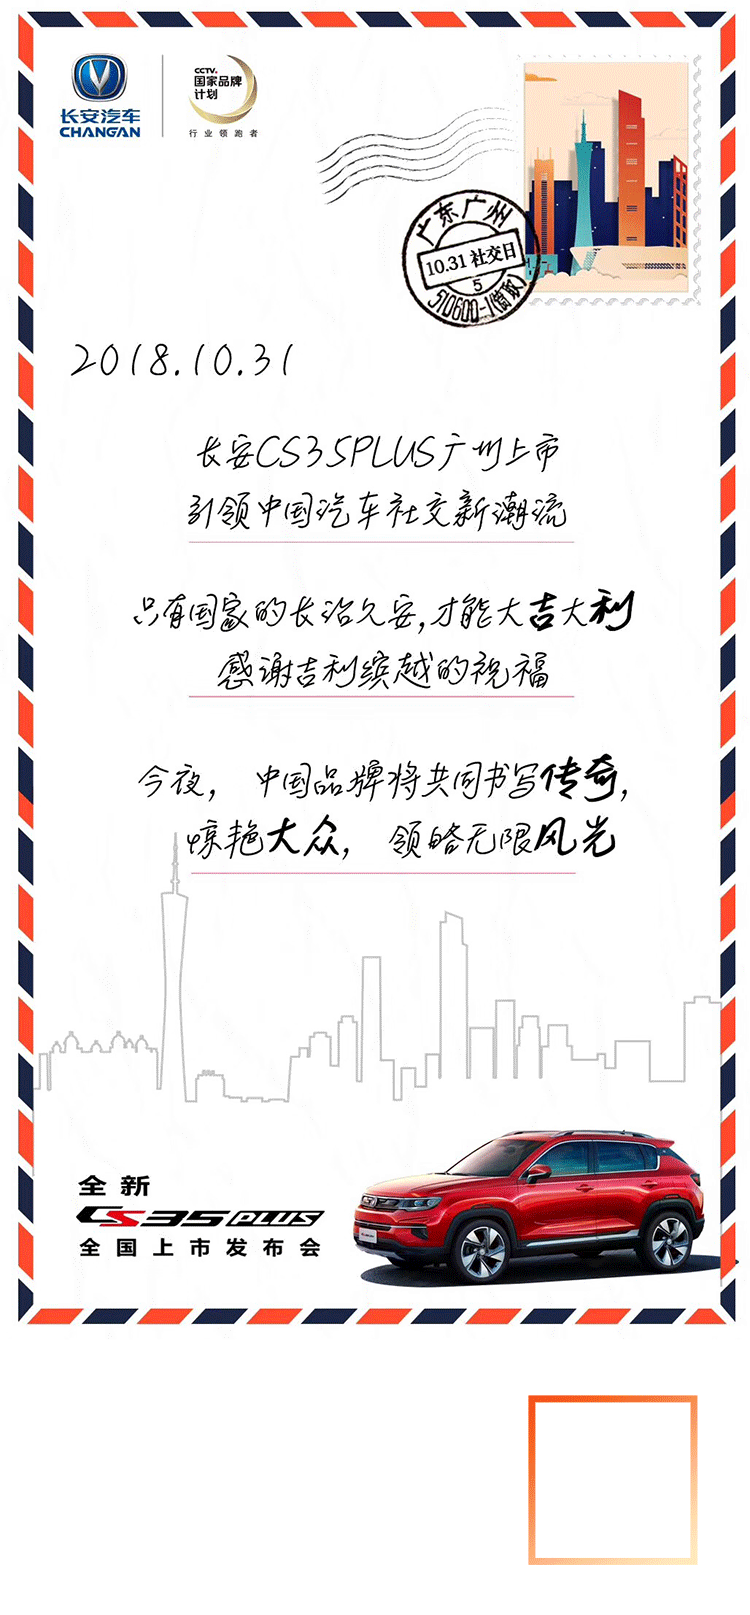 长安汽车
CHANGAN
CCTV
国家品牌
计划
行业领跑者
广东广州
10.31 社交日
5
510600-1(筒取)
2018.10.31
长安CS35PLUS广州上市
引领中国汽车社交新潮流
只有国家的长治久安,才能大吉大利
感谢吉利缤越的祝福
今夜， 中国品牌将共同书写传奇，
惊艳大众， 领略无限风光
全新
CS35 PLUS
全国上市发布会